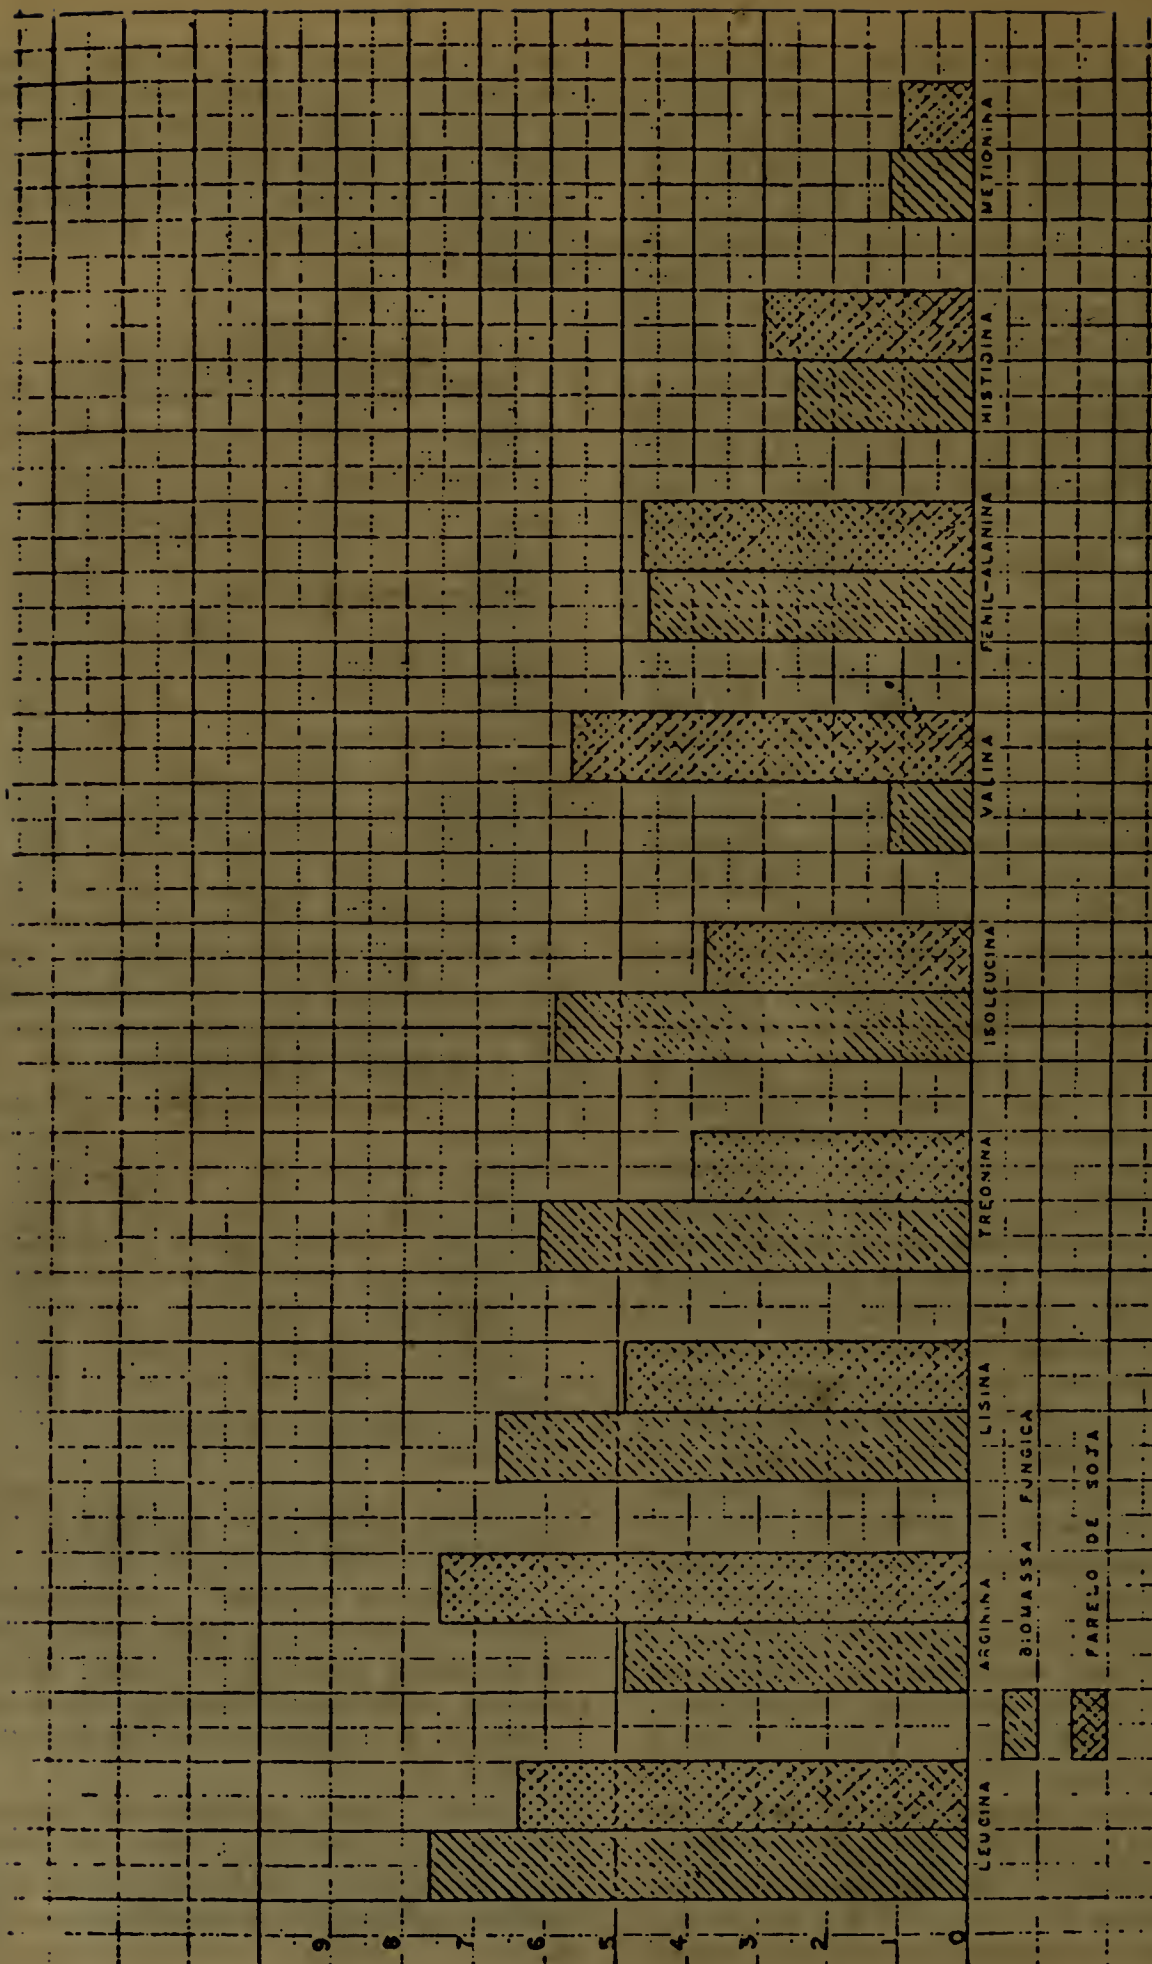 9
8
7
6
5
4
3
2
1
0
LEUCINA
ARGININA
LISINA
TREONINA
ISOLEUCINA
VALINA
FENIL-ALANINA
HISTIDINA
METIONINA
BIOMASSA FUNGICA
FARELO DE SOJA